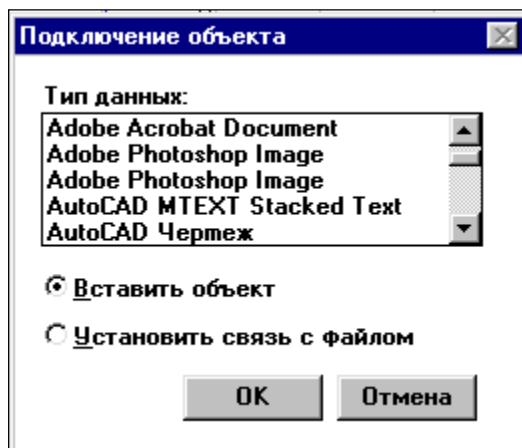 Подключение объекта
Тип данных:
Adobe Acrobat Document
Adobe Photoshop Image
Adobe Photoshop Image
AutoCAD MTEXT Stacked Text
AutoCAD Чертеж
Вставить объект
Установить связь с файлом
OK Отмена